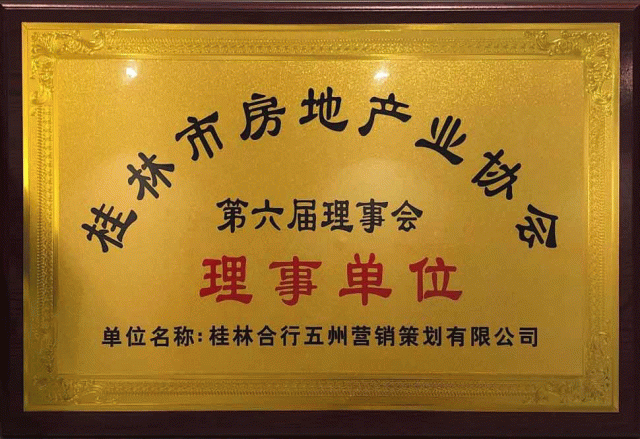 桂林市房地产业协会
第六届理事会
理事单位
单位名称:桂林合行五州营销策划有限公司